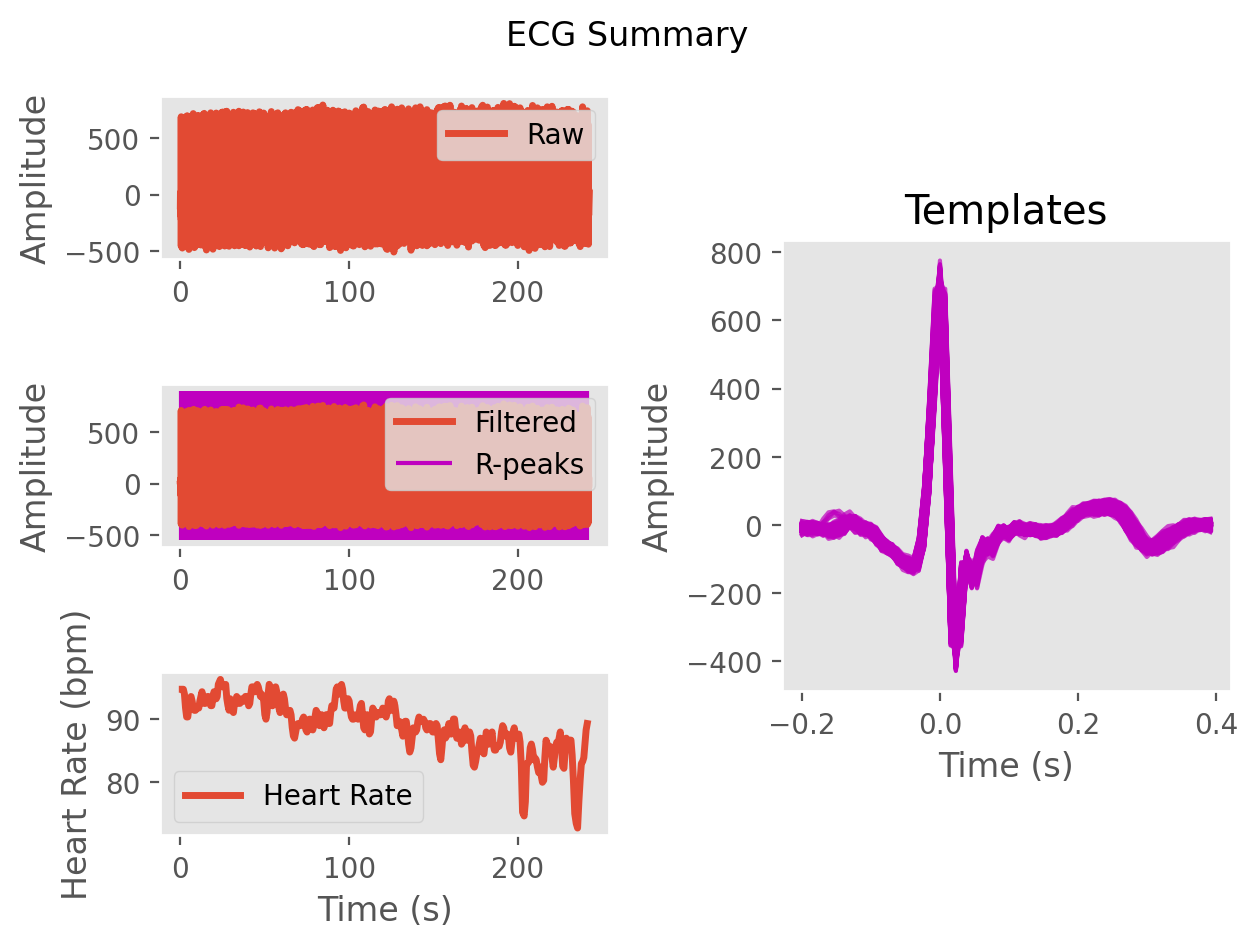 ECG Summary
Amplitude
500
0
−500
Raw
0 100 200
Amplitude
500
0
−500
Filtered
R-peaks
0 100 200
Heart Rate (bpm)
90
80
Heart Rate
0 100 200
Time (s)
Templates
Amplitude
800
600
400
200
0
−200
−400
−0.2 0.0 0.2 0.4
Time (s)